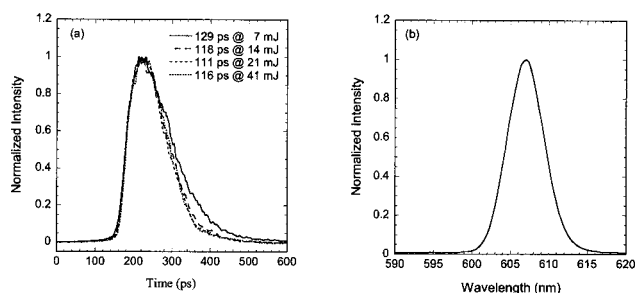 (a)
129 ps @ 7 mJ
118 ps @ 14 mJ
111 ps @ 21 mJ
116 ps @ 41 mJ
Normalized Intensity
1.2
1
0.8
0.6
0.4
0.2
0
0 100 200 300 400 500 600
Time (ps)
(b)
Normalized Intensity
1.2
1
0.8
0.6
0.4
0.2
0
590 595 600 605 610 615 620
Wavelength (nm)